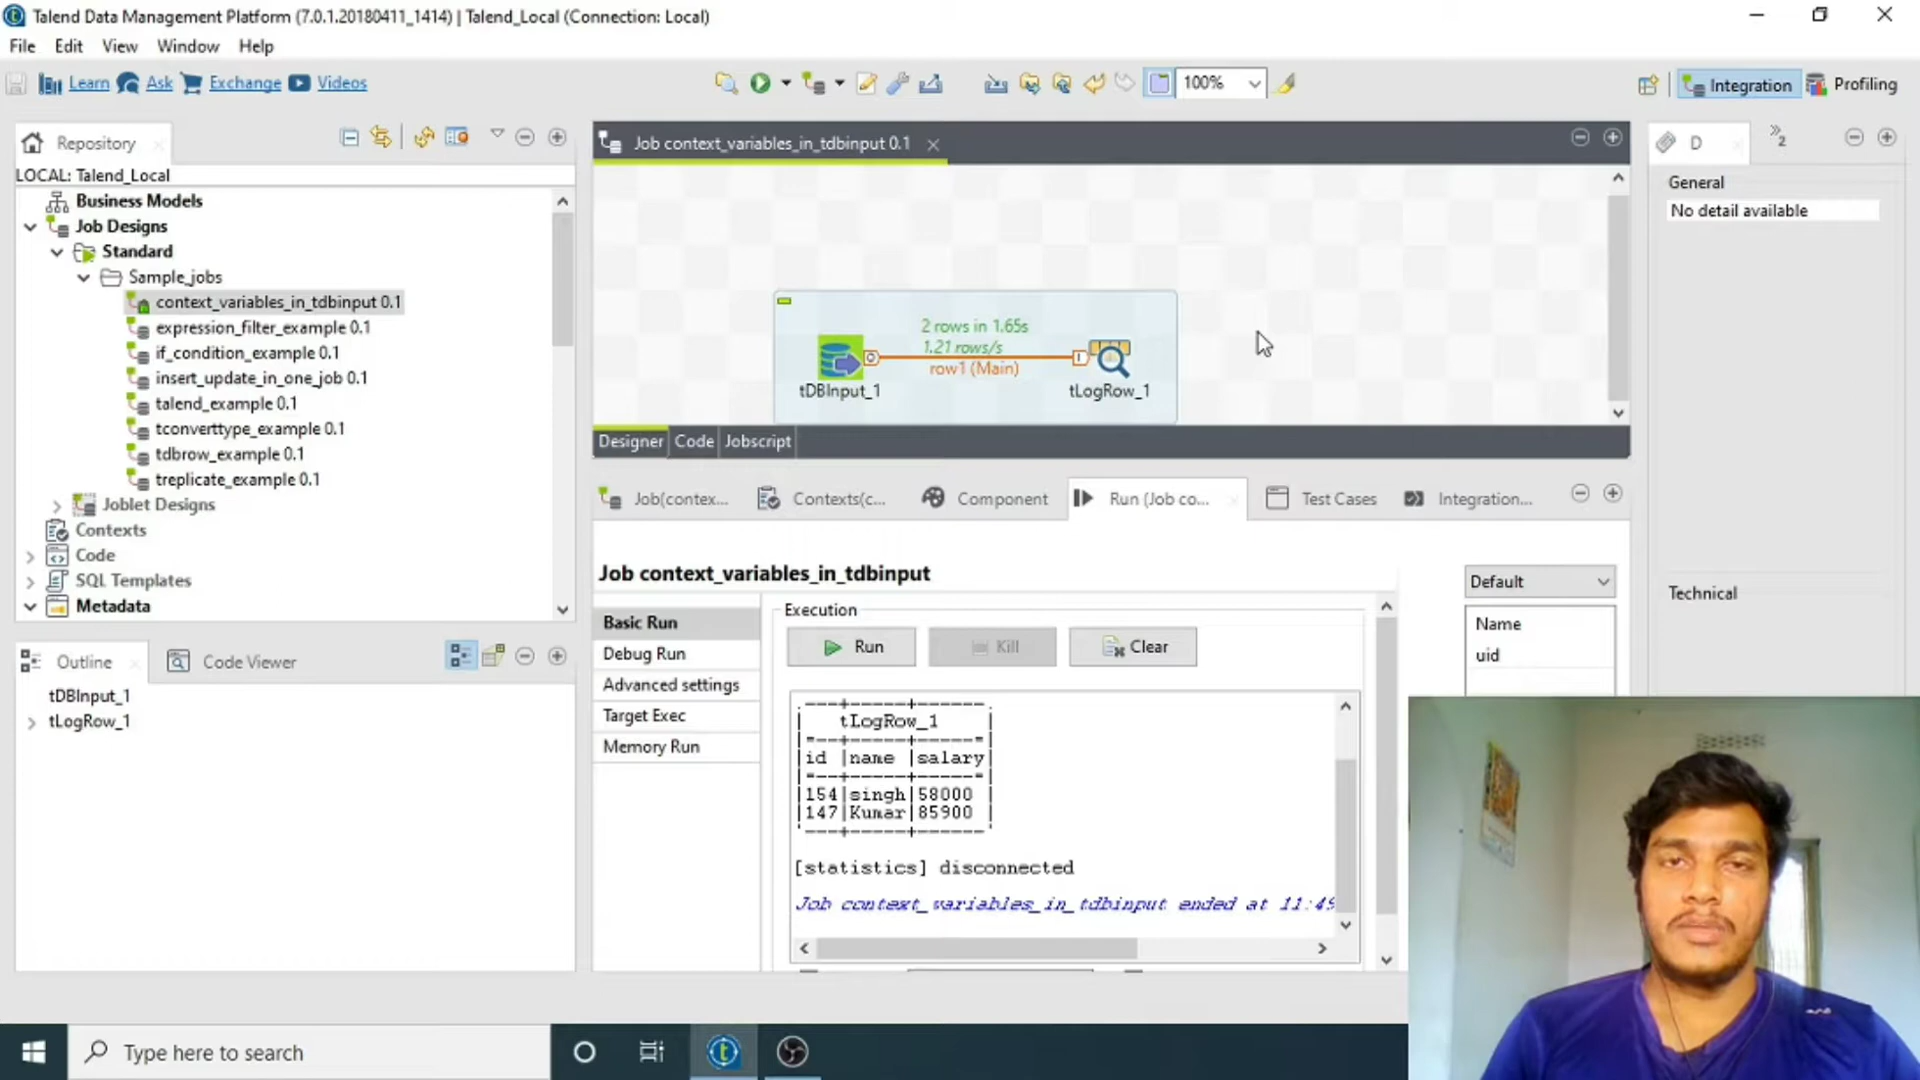 Talend Data Management Platform (7.0.1.20180411_1414) | Talend_Local (Connection: Local)
File Edit View Window Help
Learn Ask Exchange Videos
100%
Integration
Profiling
Repository
LOCAL: Talend_Local
Business Models
Job Designs
Standard
Sample_jobs
context_variables_in_tdbinput 0.1
expression_filter_example 0.1
if_condition_example 0.1
insert_update_in_one_job 0.1
talend_example 0.1
tconverttype_example 0.1
tdbrow_example 0.1
treplicate_example 0.1
Joblet Designs
Contexts
Code
SQL Templates
Metadata
Outline
Code Viewer
tDBInput_1
tLogRow_1
Job context_variables_in_tdbinput 0.1
2 rows in 1.65s
1.21 rows/s
row1 (Main)
tDBInput_1
tLogRow_1
Designer Code Jobscript
Job(contex...
Contexts(c...
Component
Run (Job co...
Test Cases
Integration...
Job context_variables_in_tdbinput
Basic Run
Debug Run
Advanced settings
Target Exec
Memory Run
Execution
Run
Kill
Clear
.---+-----+------.
| tLogRow_1 |
|=--+-----+-----=|
|id |name |salary|
|=--+-----+-----=|
|154|singh|58000 |
|147|Kumar|85900 |
'---+-----+------'
[statistics] disconnected
Job context_variables_in_tdbinput ended at 11:49
Default
Name
uid
D
2
General
No detail available
Technical
Type here to search